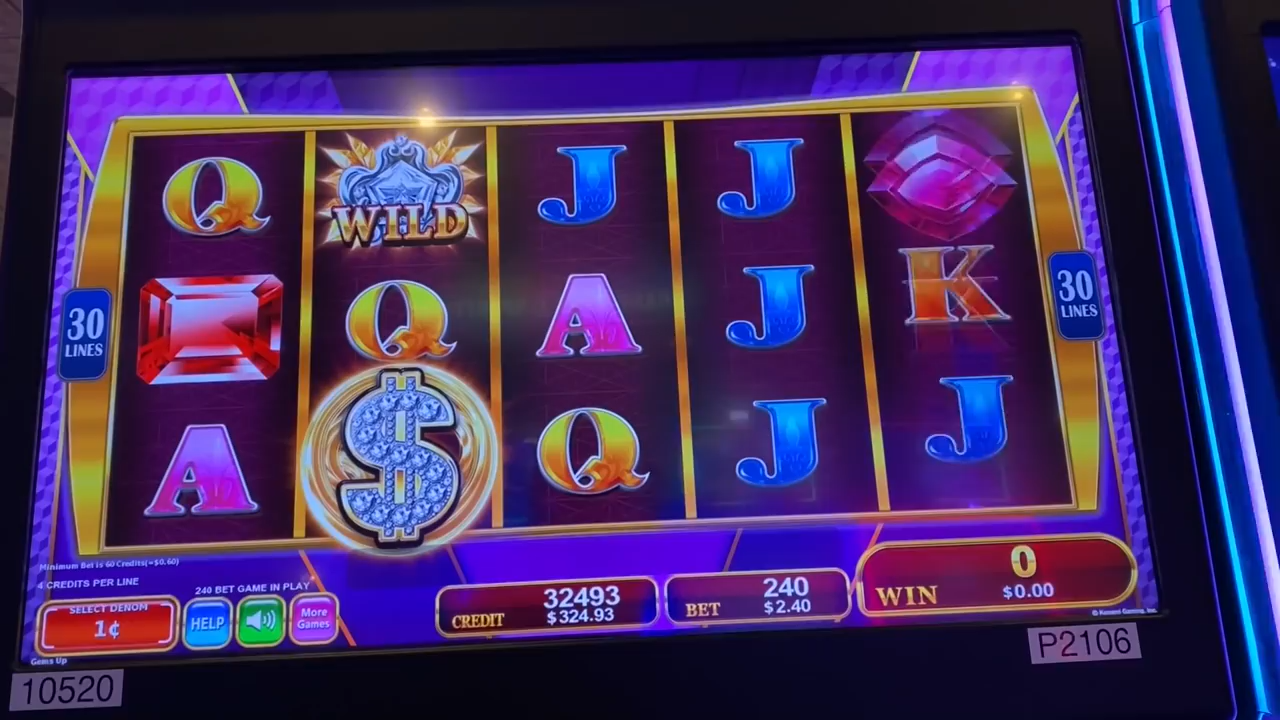 Q
WILD
J
J
30
LINES
Q
A
J
K
30
LINES
A
$
Q
J
J
Minimum Bet is 60 Credits(=$0.60)
4 CREDITS PER LINE
240 BET GAME IN PLAY
SELECT DENOM
1¢
HELP
More
Games
CREDIT
32493
$324.93
BET
240
$2.40
WIN
0
$0.00
© Konami Gaming, Inc.
Gems Up
10520
P2106